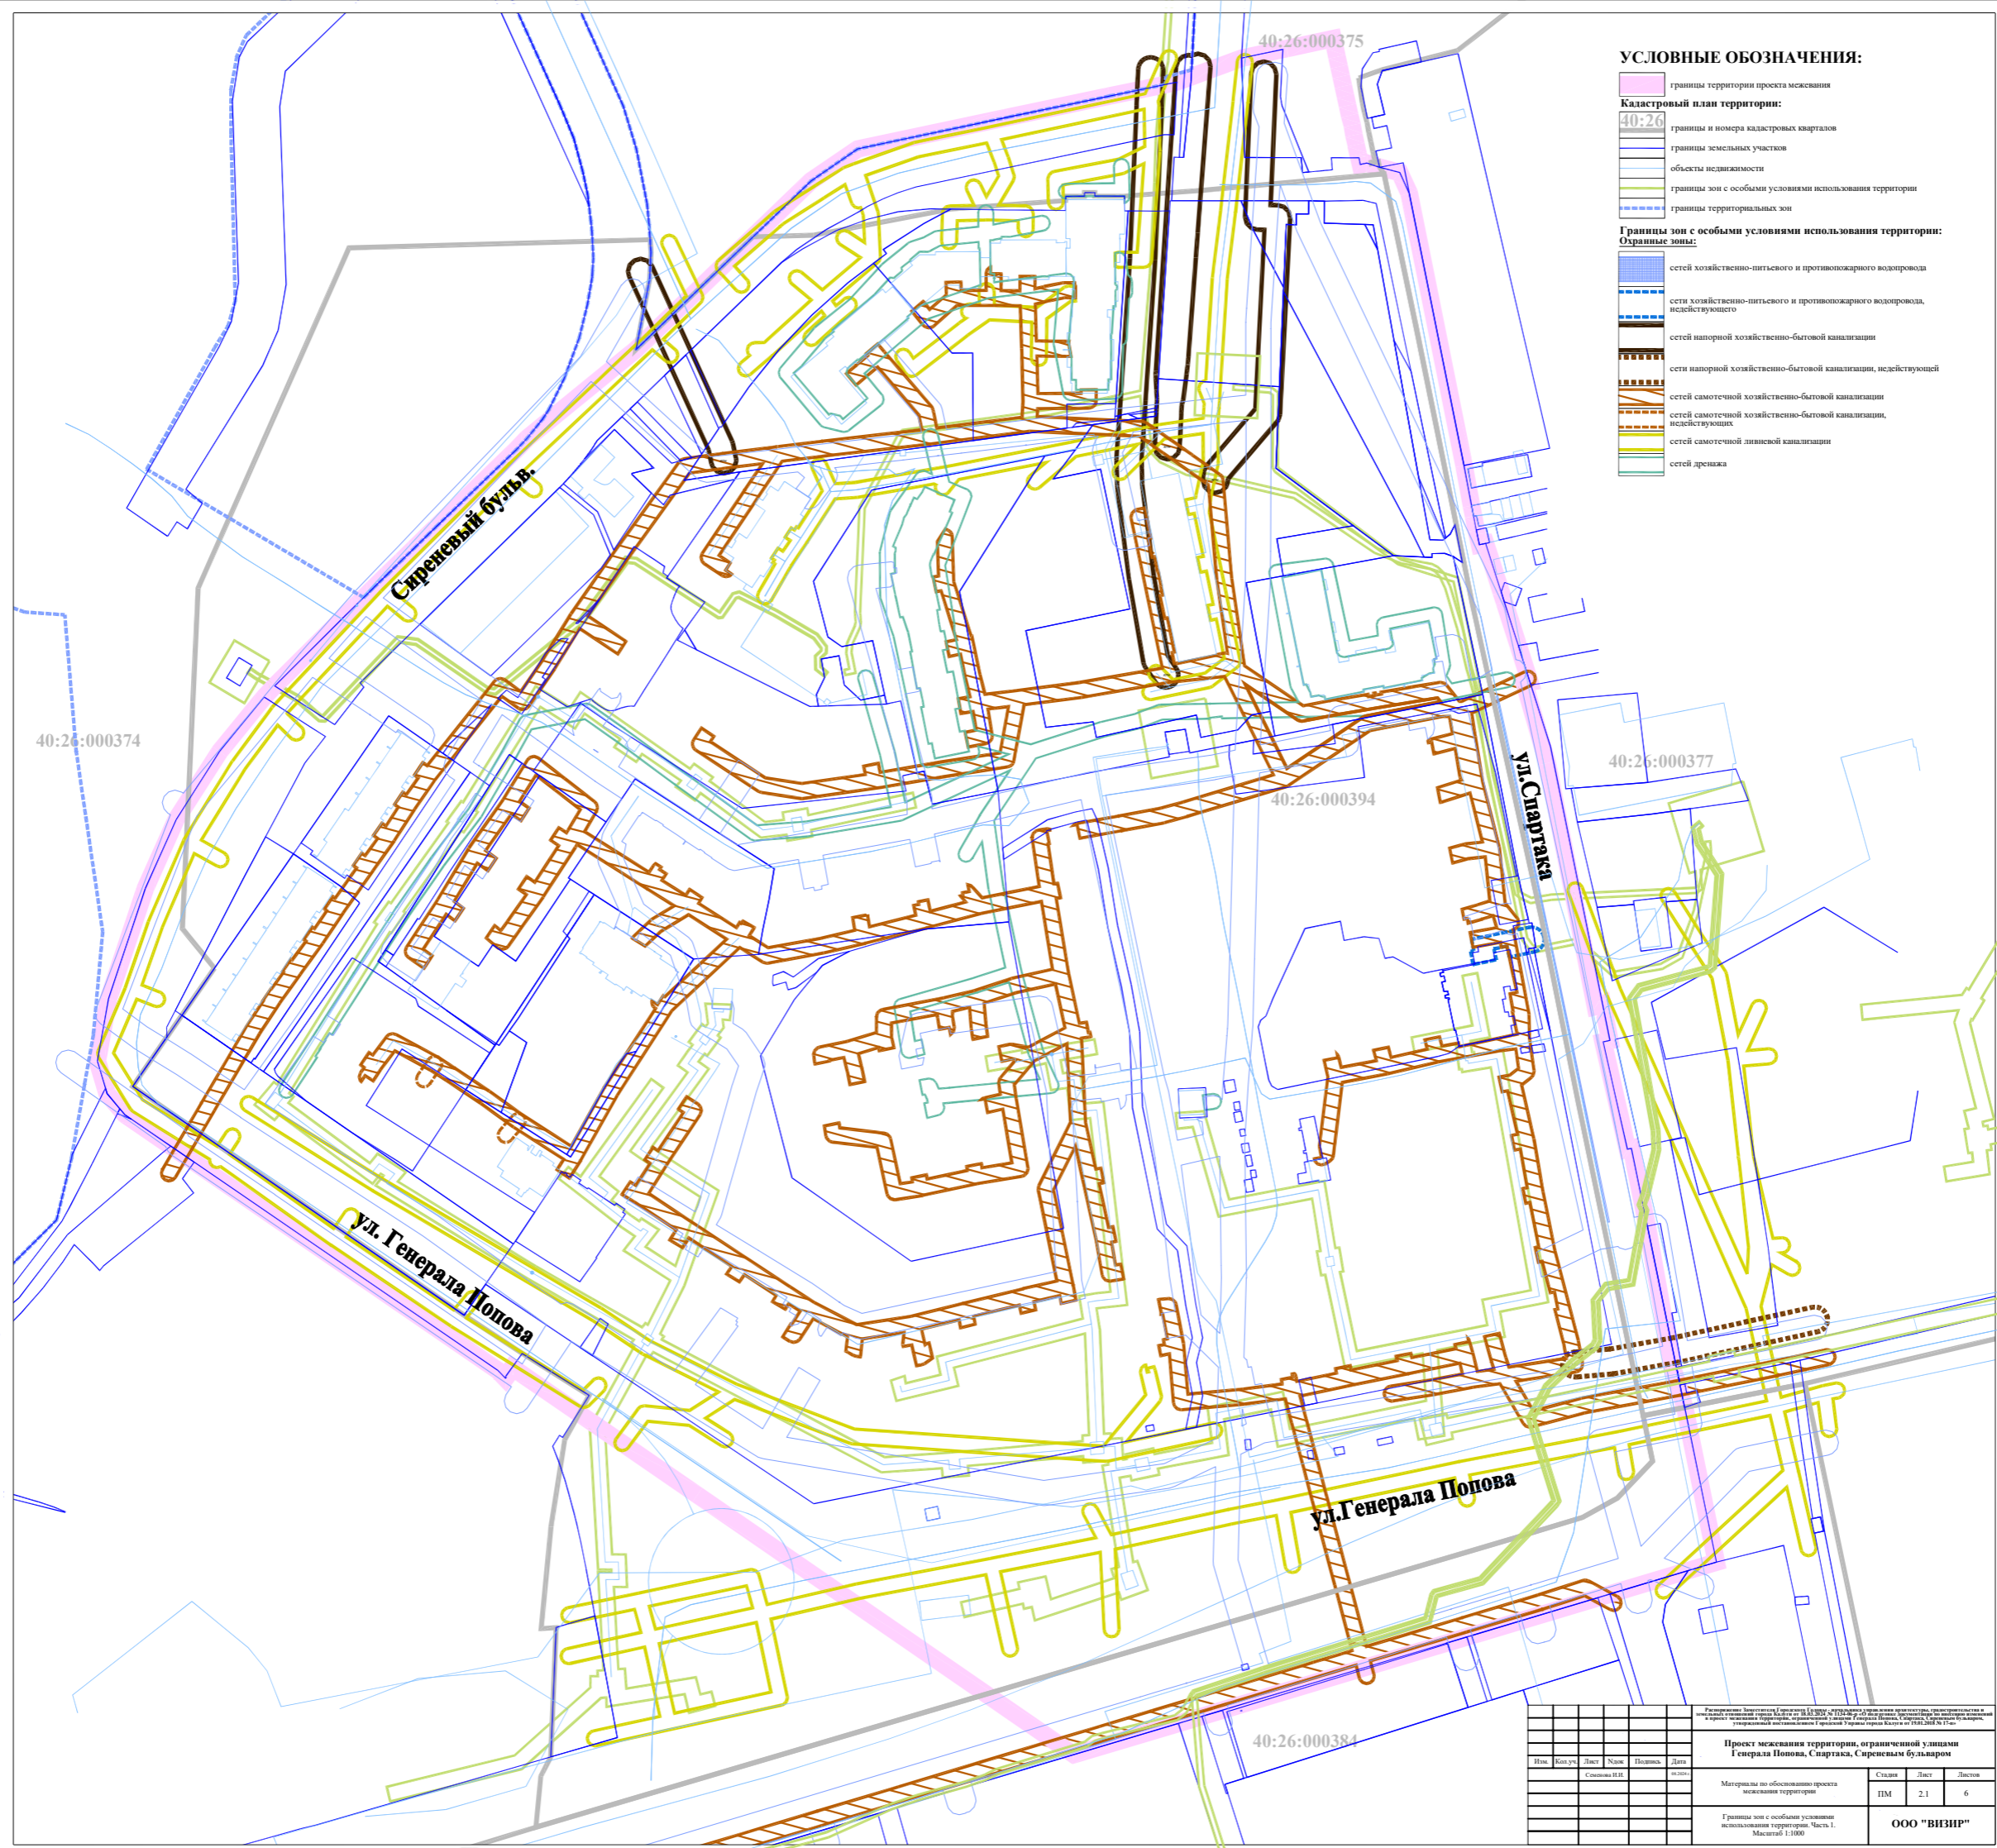 40:26:000375
УСЛОВНЫЕ ОБОЗНАЧЕНИЯ:
границы территории проекта межевания
Кадастровый план территории:
40:26
границы и номера кадастровых кварталов
границы земельных участков
объекты недвижимости
границы зон с особыми условиями использования территории
границы территориальных зон
Границы зон с особыми условиями использования территории:
Охранные зоны:
сетей хозяйственно-питьевого и противопожарного водопровода
сети хозяйственно-питьевого и противопожарного водопровода,
недействующего
сетей напорной хозяйственно-бытовой канализации
сети напорной хозяйственно-бытовой канализации, недействующей
сетей самотечной хозяйственно-бытовой канализации
сетей самотечной хозяйственно-бытовой канализации,
недействующих
сетей самотечной ливневой канализации
сетей дренажа
Сиреневый бульв.
40:26:000374
ул.Спартака
40:26:000377
40:26:000394
ул. Генерала Попова
ул.Генерала Попова
40:26:000384
Проект межевания территории, ограниченной улицами
Генерала Попова, Спартака, Сиреневым бульваром
Изм. Кол.уч. Лист №док Подпись Дата
Семенова И.И.
Материалы по обоснованию проекта
межевания территории
Стадия Лист Листов
ПМ 2.1 6
Границы зон с особыми условиями
использования территории. Часть 1.
Масштаб 1:1000
ООО "ВИЗИР"